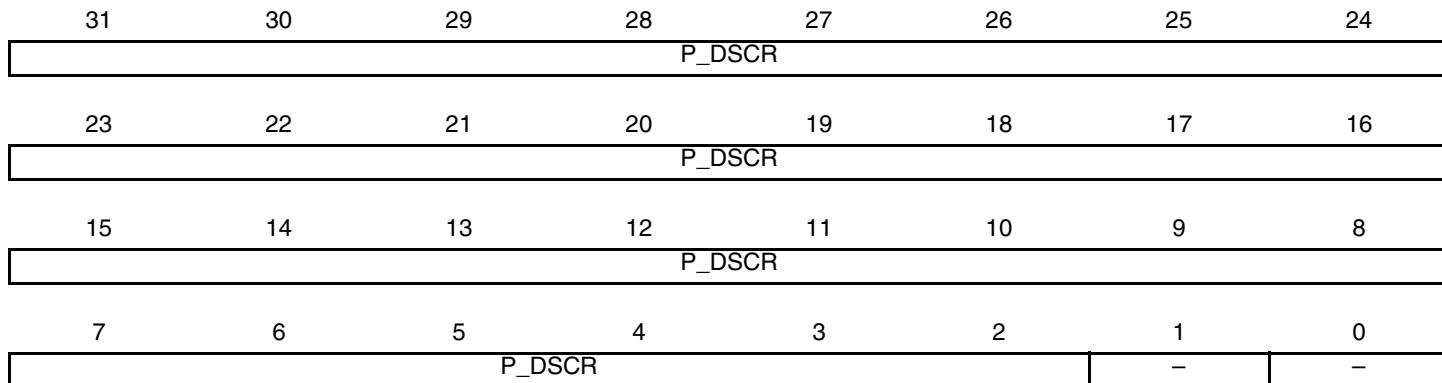 31 30 29 28 27 26 25 24
P_DSCR
23 22 21 20 19 18 17 16
P_DSCR
15 14 13 12 11 10 9 8
P_DSCR
7 6 5 4 3 2 1 0
P_DSCR – –